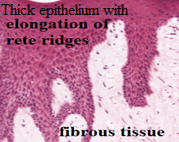 Thick epithelium with
elongation of
rete ridges
fibrous tissue